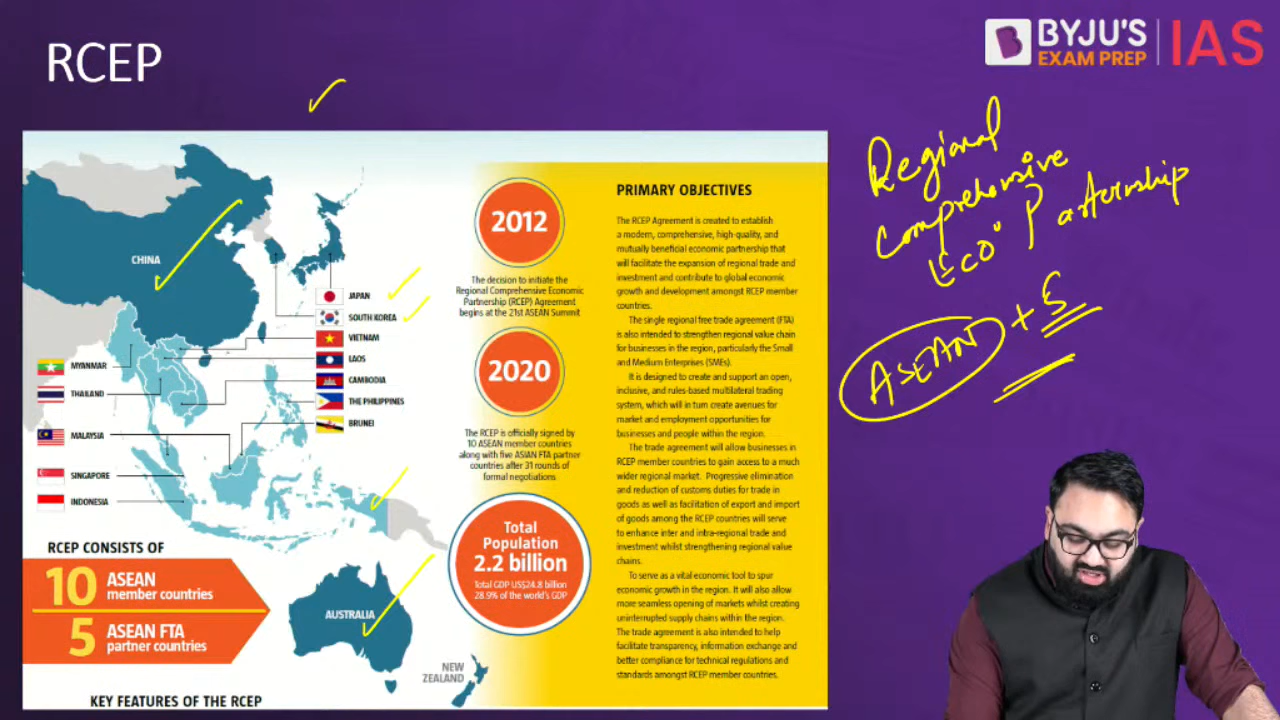 RCEP
BYJU'S
EXAM PREP
IAS
Regional
Comprehensive
Eco° Partnership
ASEAN + 5
CHINA
JAPAN
SOUTH KOREA
VIETNAM
LAOS
CAMBODIA
THE PHILIPPINES
BRUNEI
MYANMAR
THAILAND
MALAYSIA
SINGAPORE
INDONESIA
AUSTRALIA
NEW
ZEALAND
RCEP CONSISTS OF
10 ASEAN
member countries
5 ASEAN FTA
partner countries
KEY FEATURES OF THE RCEP
2012
The decision to initiate the
Regional Comprehensive Economic
Partnership (RCEP) Agreement
begins at the 21st ASEAN Summit
2020
The RCEP is officially signed by
10 ASEAN member countries
along with five ASIAN FTA partner
countries after 31 rounds of
formal negotiations
Total
Population
2.2 billion
Total GDP US$24.8 billion
28.9% of the world's GDP
PRIMARY OBJECTIVES
The RCEP Agreement is created to establish
a modern, comprehensive, high-quality, and
mutually beneficial economic partnership that
will facilitate the expansion of regional trade and
investment and contribute to global economic
growth and development amongst RCEP member
countries.
The single regional free trade agreement (FTA)
is also intended to strengthen regional value chain
for businesses in the region, particularly the Small
and Medium Enterprises (SMEs).
It is designed to create and support an open,
inclusive, and rules-based multilateral trading
system, which will in turn create avenues for
market and employment opportunities for
businesses and people within the region.
The trade agreement will allow businesses in
RCEP member countries to gain access to a much
wider regional market. Progressive elimination
and reduction of customs duties for trade in
goods as well as facilitation of export and import
of goods among the RCEP countries will serve
to enhance inter and intra-regional trade and
investment whilst strengthening regional value
chains.
To serve as a vital economic tool to spur
economic growth in the region. It will also allow
more seamless opening of markets whilst creating
uninterrupted supply chains within the region.
The trade agreement is also intended to help
facilitate transparency, information exchange and
better compliance for technical regulations and
standards amongst RCEP member countries.